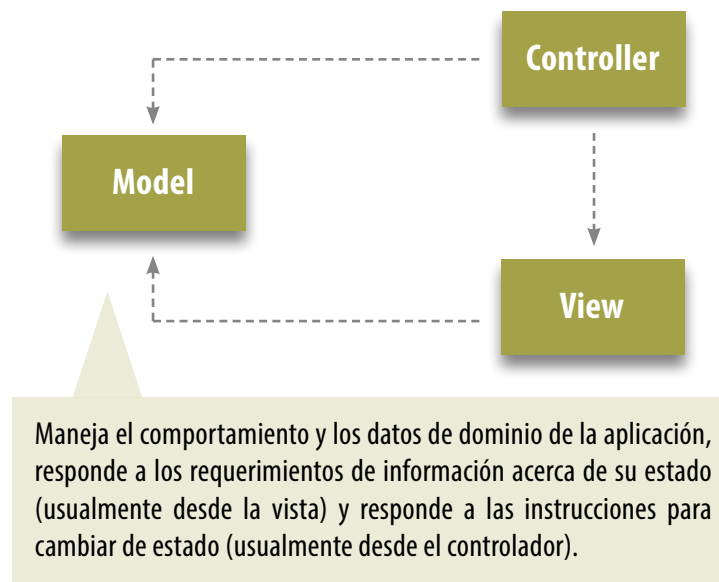 Controller
Model
View
Maneja el comportamiento y los datos de dominio de la aplicación,
responde a los requerimientos de información acerca de su estado
(usualmente desde la vista) y responde a las instrucciones para
cambiar de estado (usualmente desde el controlador).